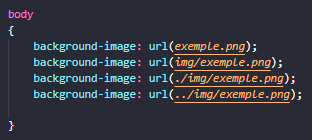 body
{
background-image: url(exemple.png);
background-image: url(img/exemple.png);
background-image: url(./img/exemple.png);
background-image: url(../img/exemple.png);
}